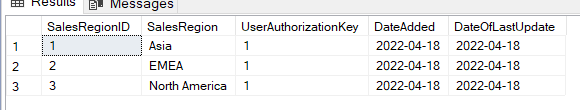 Results Messages
SalesRegionID SalesRegion UserAuthorizationKey DateAdded DateOfLastUpdate
1 1 Asia 1 2022-04-18 2022-04-18
2 2 EMEA 1 2022-04-18 2022-04-18
3 3 North America 1 2022-04-18 2022-04-18